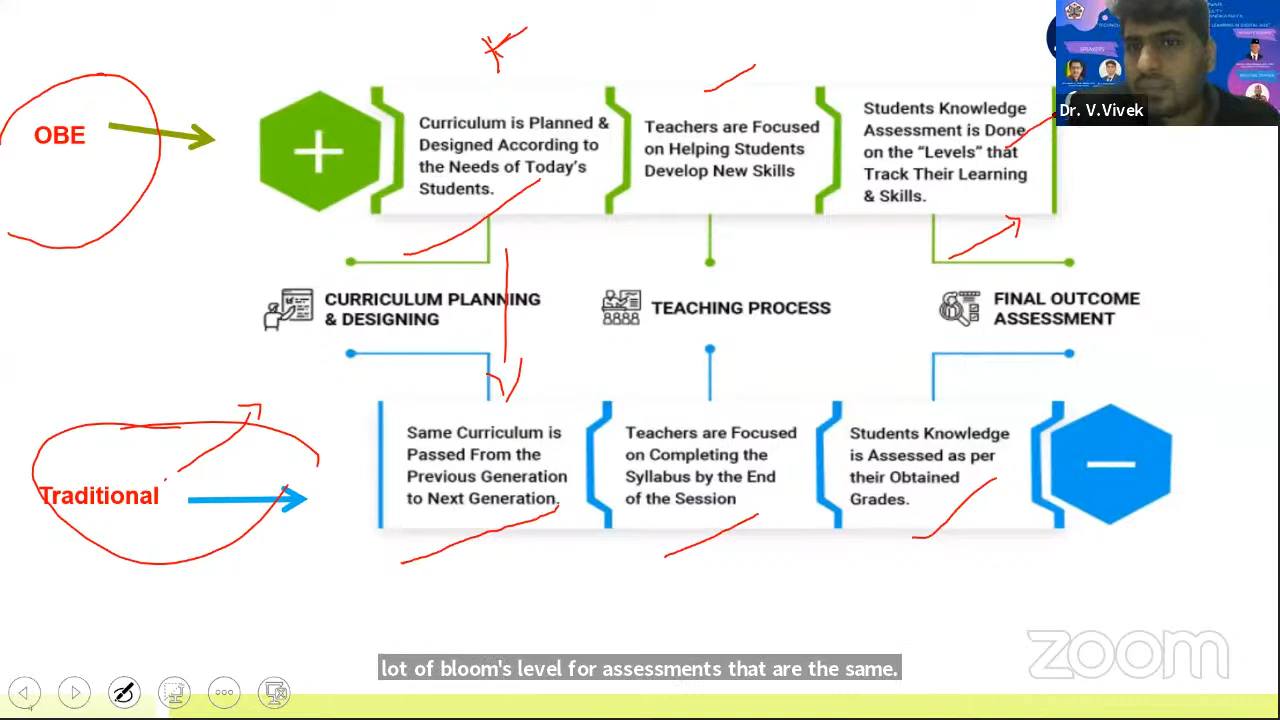 OBE
Curriculum is Planned &
Designed According to
the Needs of Today's
Students.
Teachers are Focused
on Helping Students
Develop New Skills
Students Knowledge
Assessment is Done
on the “Levels” that
Track Their Learning
& Skills.
SPEAKERS
Dr. V.Vivek
CURRICULUM PLANNING
& DESIGNING
TEACHING PROCESS
FINAL OUTCOME
ASSESSMENT
Traditional
Same Curriculum is
Passed From the
Previous Generation
to Next Generation.
Teachers are Focused
on Completing the
Syllabus by the End
of the Session
Students Knowledge
is Assessed as per
their Obtained
Grades.
zoom
lot of bloom's level for assessments that are the same.